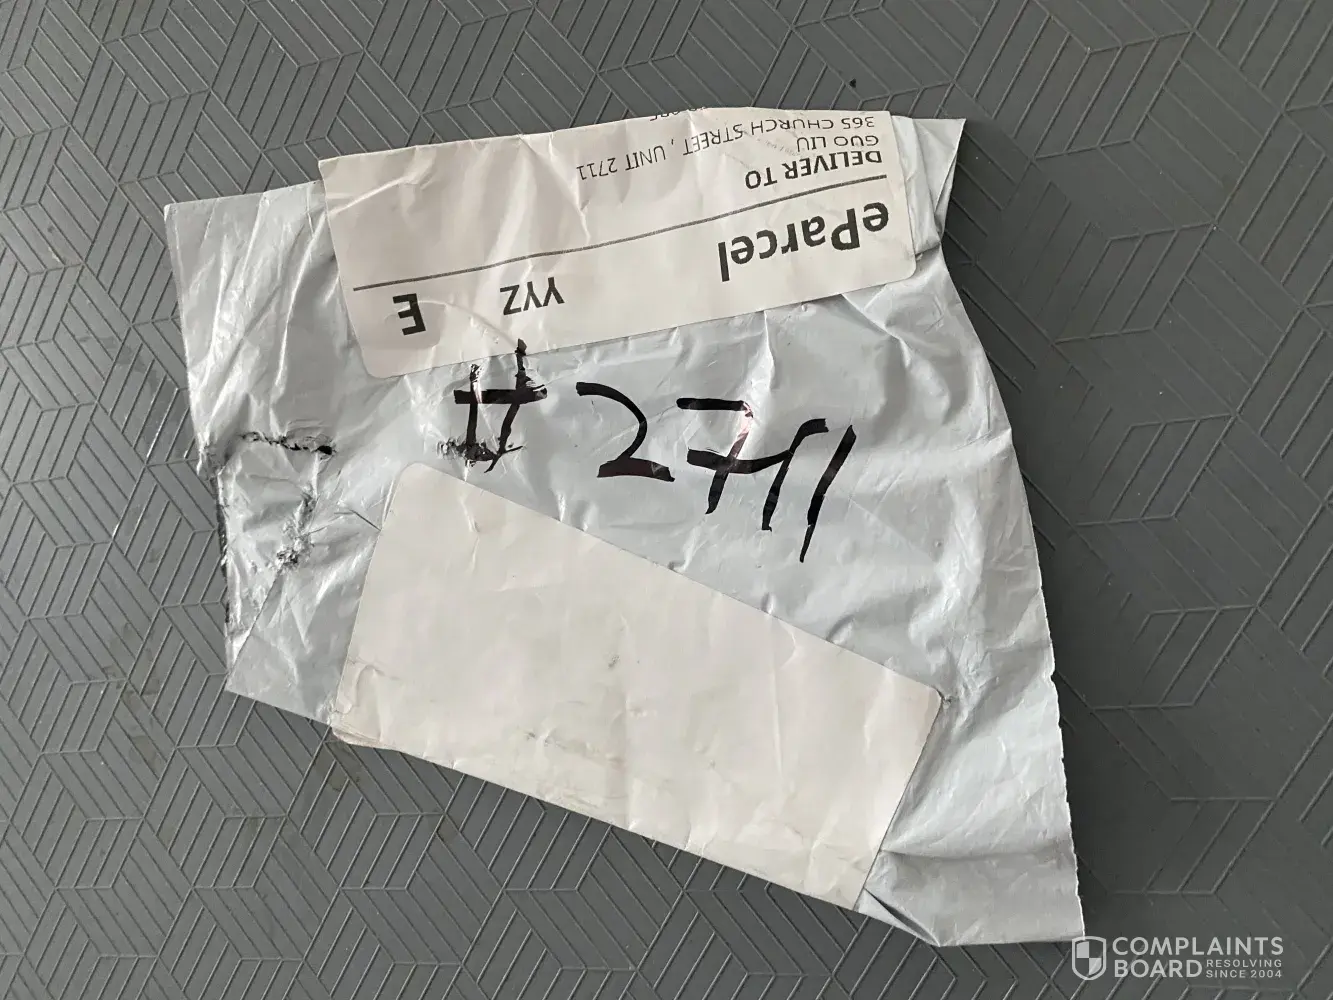 eParcel
YYZ E
DELIVER TO
GUO LIU
365 CHURCH STREET, UNIT 2711
#2711
COMPLAINTS
BOARD RESOLVING
SINCE 2004